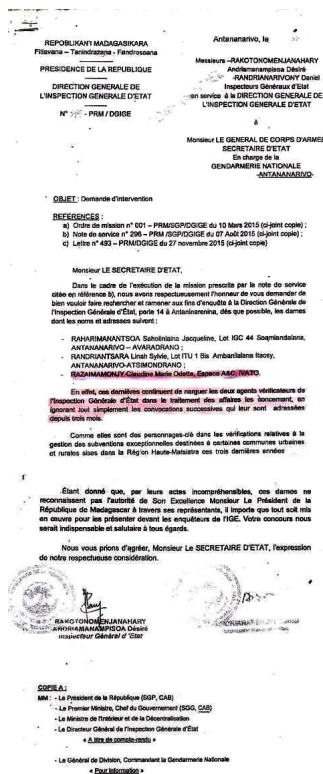 REPOBLIKAN'I MADAGASIKARA
Fitiavana – Tanindrazana – Fandrosoana
PRESIDENCE DE LA REPUBLIQUE
DIRECTION GENERALE DE
L'INSPECTION GENERALE D'ETAT
N° - PRM / DGIGE
Antananarivo, le
Messieurs –RAKOTONOMENJANAHARY
Andriamanampisoa Désiré
-RANDRIANARIVONY Daniel
Inspecteurs Généraux d'Etat
en service à la DIRECTION GENERALE DE
L'INSPECTION GENERALE D'ETAT
à
Monsieur LE GENERAL DE CORPS D'ARMEE
SECRETAIRE D'ETAT
En charge de la
GENDARMERIE NATIONALE
-ANTANANARIVO-
OBJET : Demande d'intervention
REFERENCES :
a) Ordre de mission n° 001 – PRM/SGP/DGIGE du 10 Mars 2015 (ci-joint copie) ;
b) Note de service n° 296 – PRM /SGP/DGIGE du 07 Août 2015 (ci-joint copie) ;
c) Lettre n° 493 – PRM/DGIGE du 27 novembre 2015 (ci-joint copie)
Monsieur LE SECRETAIRE D'ETAT,
Dans le cadre de l'exécution de la mission prescrite par la note de service
citée en référence b), nous avons respectueusement l'honneur de vous demander de
bien vouloir faire rechercher et ramener aux fins d'enquête à la Direction Générale de
l'Inspection Générale d'État, porte 14 à Antaninarenina, dès que possible, les dames
dont les noms et adresses suivent :
- RAHARIMANANTSOA Saholiniaina Jacqueline, Lot IGC 44 Soamiandalana,
ANTANANARIVO – AVARADRANO ;
- RANDRIANTSARA Linah Sylvie, Lot ITU 1 Bis Ambanilalana Itaosy,
ANTANANARIVO-ATSIMONDRANO ;
- RAZAIMAMONJY Claudine Marie Odette, Espace A&C, IVATO.
En effet, ces dernières continuent de narguer les deux agents vérificateurs de
l'Inspection Générale d'État dans le traitement des affaires les concernant, en
ignorant tout simplement les convocations successives qui leur sont adressées
depuis trois mois.
Comme elles sont des personnages-clé dans les vérifications relatives à la
gestion des subventions exceptionnelles destinées à certaines communes urbaines
et rurales sises dans la Région Haute-Matsiatra ces trois dernières années
Étant donné que, par leurs actes incompréhensibles, ces dames ne
reconnaissent pas l'autorité de Son Excellence Monsieur Le Président de la
République de Madagascar à travers ses représentants, il importe que tout soit mis
en œuvre pour les présenter devant les enquêteurs de l'IGE. Votre concours nous
serait indispensable et salutaire à tous égards.
Nous vous prions d'agréer, Monsieur Le SECRETAIRE D'ETAT, l'expression
de notre respectueuse considération.
RAKOTONOMENJANAHARY
ANDRIAMANAMPISOA Désiré
Inspecteur Général d'Etat
COPIE A :
MM : - Le Président de la République (SGP, CAB)
- Le Premier Ministre, Chef du Gouvernement (SGG, CAB)
- Le Ministre de l'Intérieur et de la Décentralisation
- Le Directeur Général de l'Inspection Générale d'Etat
« A titre de compte-rendu »
- Le Général de Division, Commandant la Gendarmerie Nationale
« Pour information »